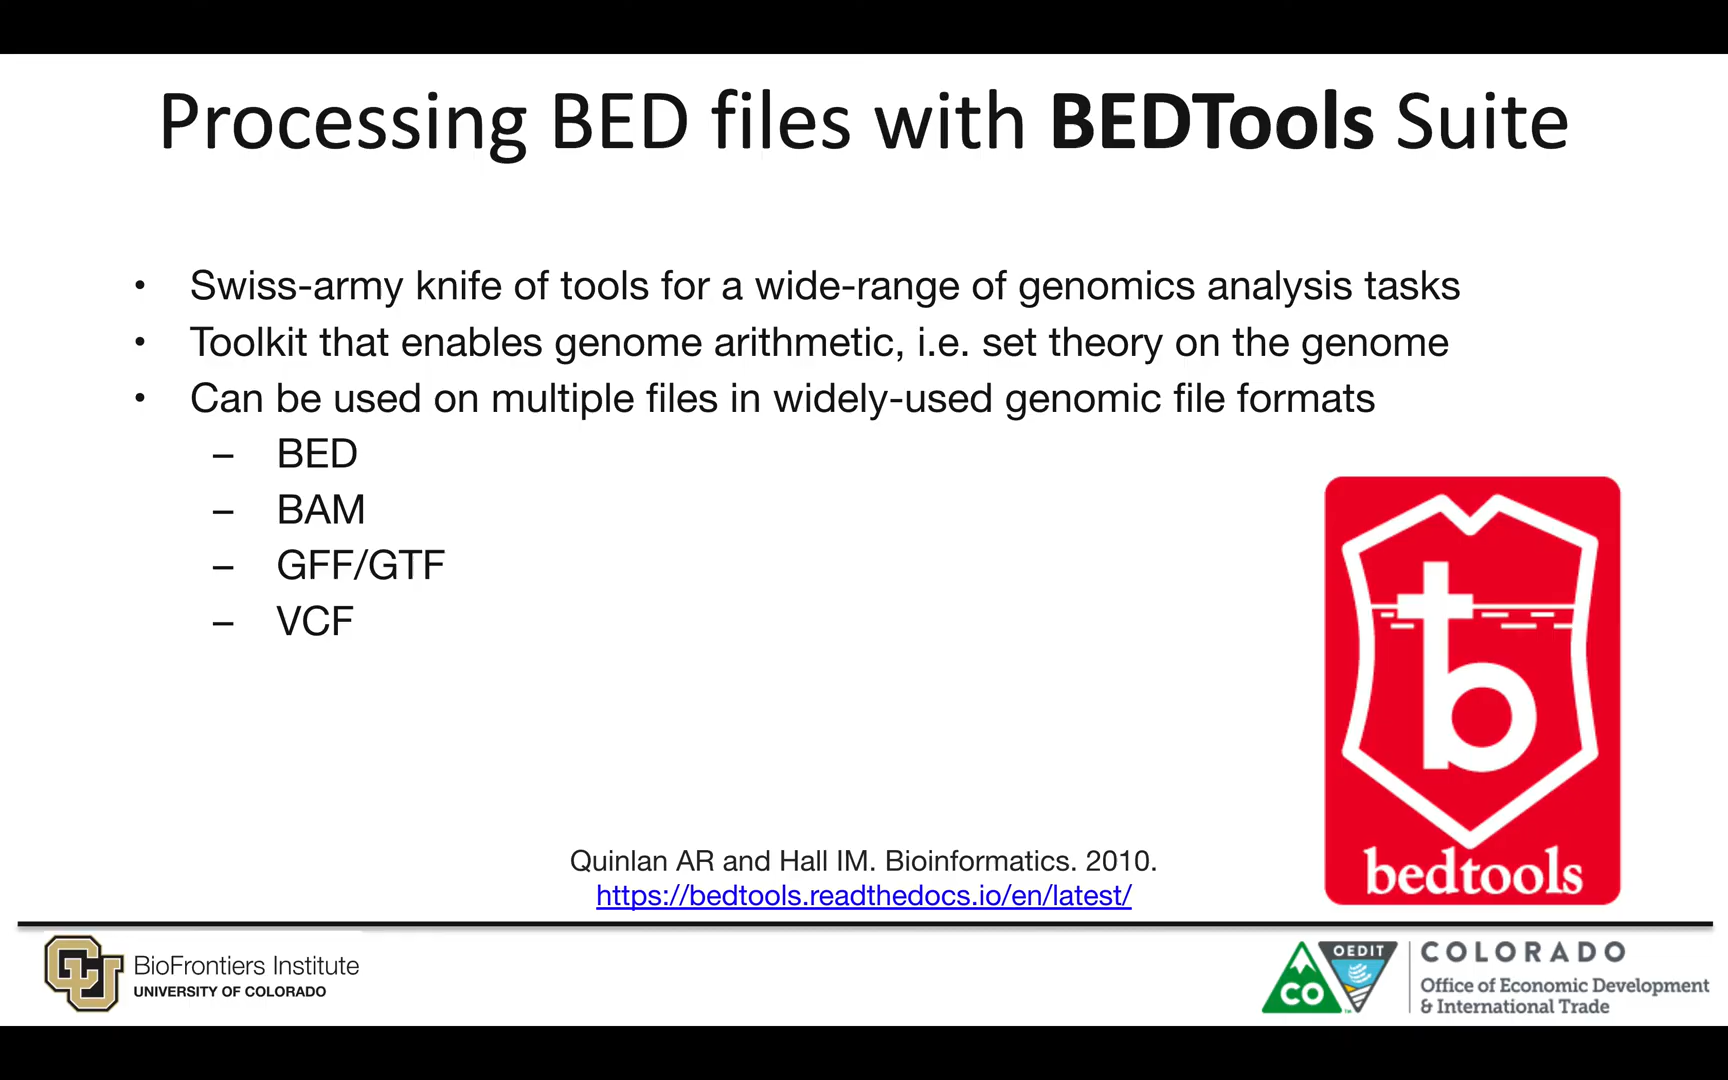 Processing BED files with BEDTools Suite
• Swiss-army knife of tools for a wide-range of genomics analysis tasks
• Toolkit that enables genome arithmetic, i.e. set theory on the genome
• Can be used on multiple files in widely-used genomic file formats
– BED
– BAM
– GFF/GTF
– VCF
b
bedtools
Quinlan AR and Hall IM. Bioinformatics. 2010.
https://bedtools.readthedocs.io/en/latest/
CU
BioFrontiers Institute
UNIVERSITY OF COLORADO
OEDIT
CO
TM
COLORADO
Office of Economic Development
& International Trade